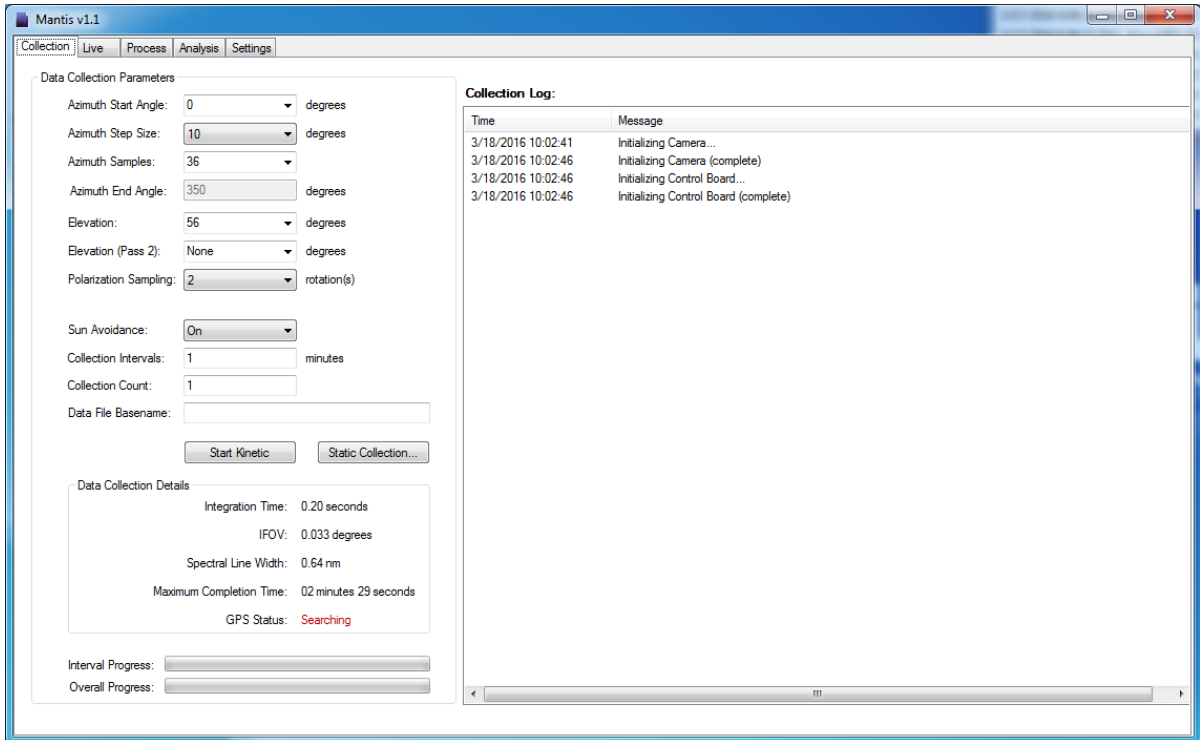 Mantis v1.1
Collection Live Process Analysis Settings
Data Collection Parameters
Azimuth Start Angle: 0 degrees
Azimuth Step Size: 10 degrees
Azimuth Samples: 36
Azimuth End Angle: 350 degrees
Elevation: 56 degrees
Elevation (Pass 2): None degrees
Polarization Sampling: 2 rotation(s)
Sun Avoidance: On
Collection Intervals: 1 minutes
Collection Count: 1
Data File Basename:
Start Kinetic Static Collection...
Data Collection Details
Integration Time: 0.20 seconds
IFOV: 0.033 degrees
Spectral Line Width: 0.64 nm
Maximum Completion Time: 02 minutes 29 seconds
GPS Status: Searching
Interval Progress:
Overall Progress:
Collection Log:
Time Message
3/18/2016 10:02:41 Initializing Camera...
3/18/2016 10:02:46 Initializing Camera (complete)
3/18/2016 10:02:46 Initializing Control Board...
3/18/2016 10:02:46 Initializing Control Board (complete)